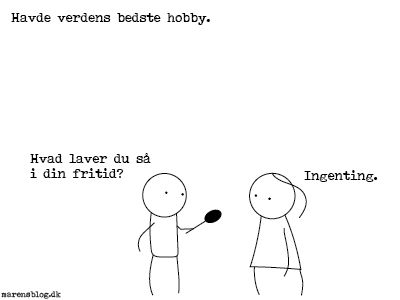 Havde verdens bedste hobby.
Hvad laver du så
i din fritid?
Ingenting.
marensblog.dk